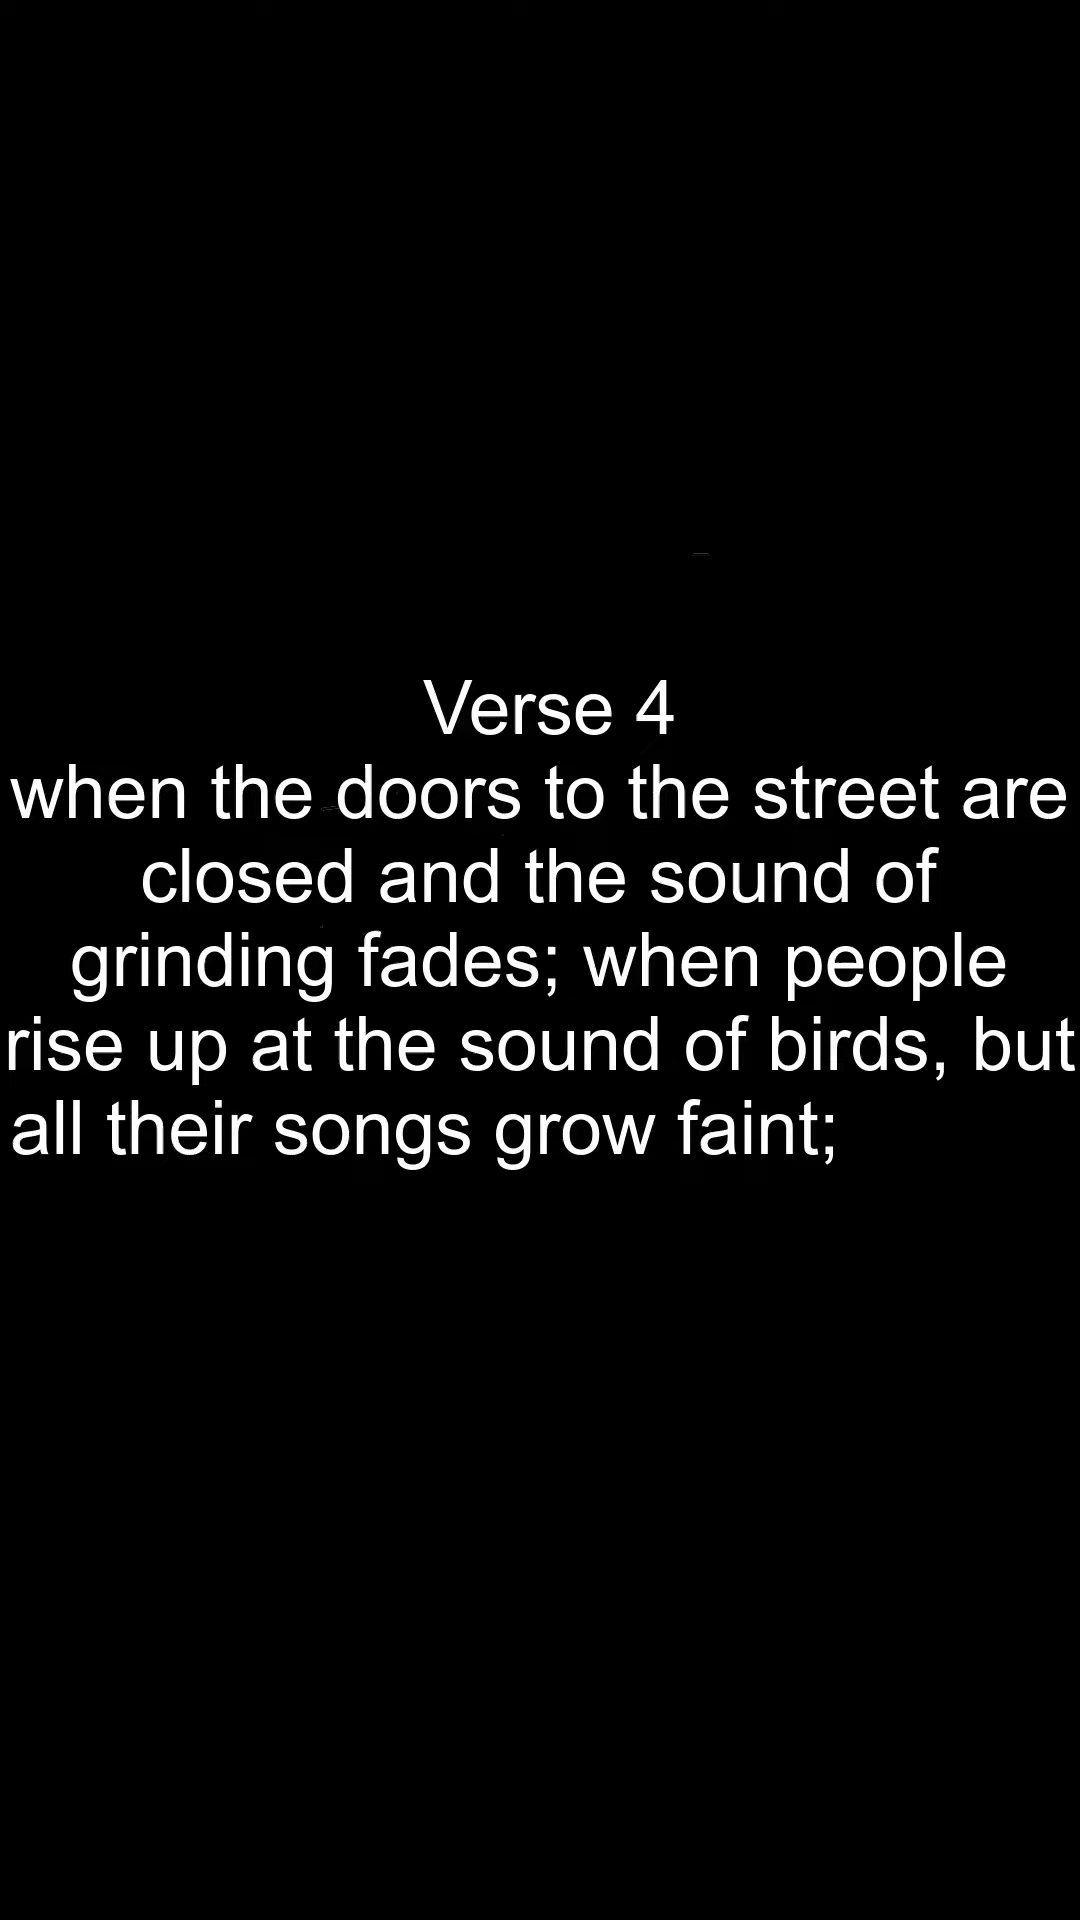 Verse 4
when the doors to the street are
closed and the sound of
grinding fades; when people
rise up at the sound of birds, but
all their songs grow faint;